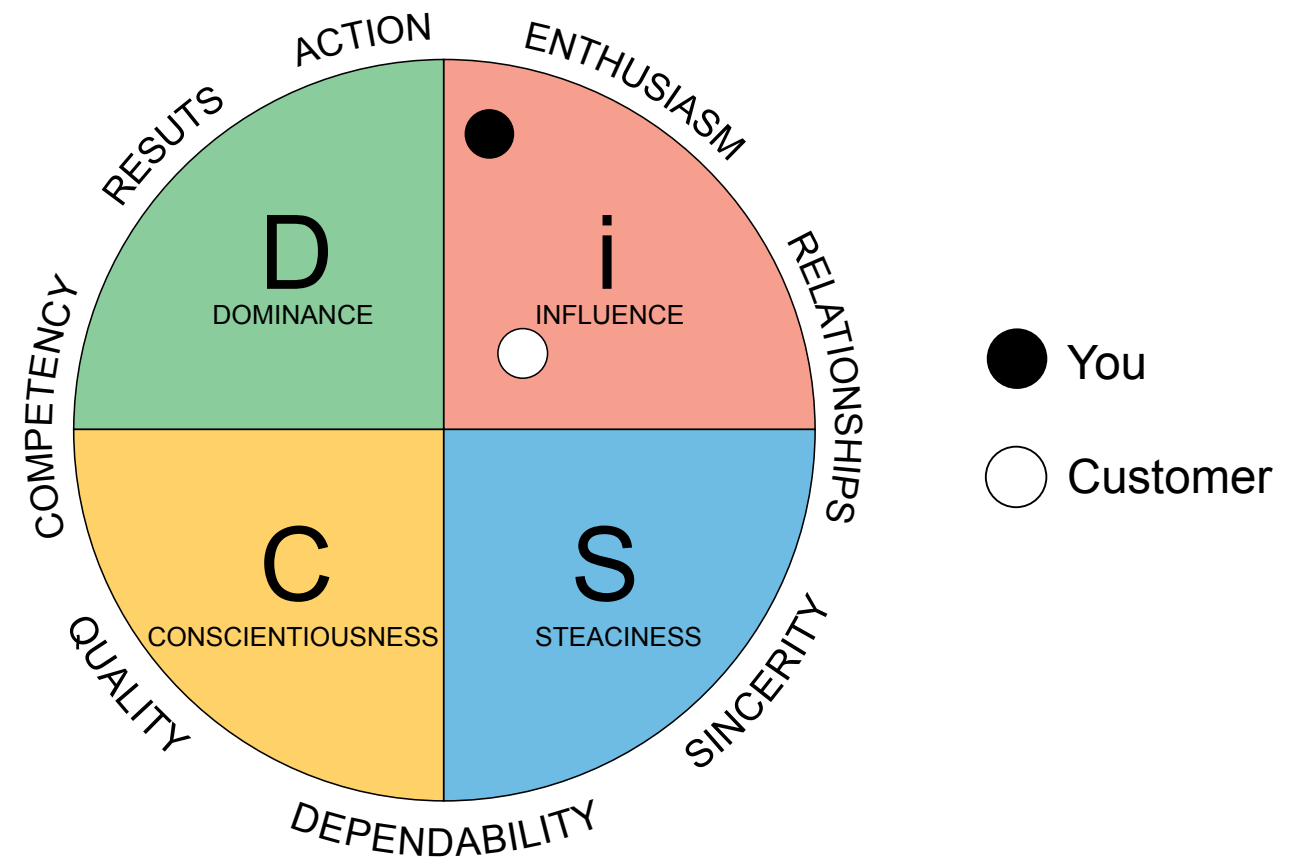 ACTION
ENTHUSIASM
RESUTS
RELATIONSHIPS
COMPETENCY
D
DOMINANCE
i
INFLUENCE
You
Customer
C
CONSCIENTIOUSNESS
S
STEACINESS
QUALITY
SINCERITY
DEPENDABILITY